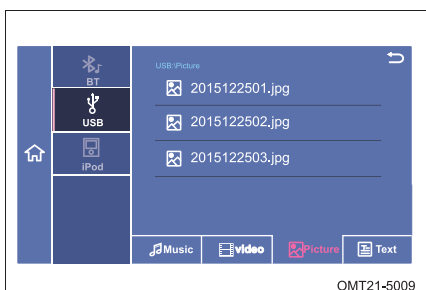 BT
USB
iPod
USB:\Picture
2015122501.jpg
2015122502.jpg
2015122503.jpg
Music video Picture Text
OMT21-5009